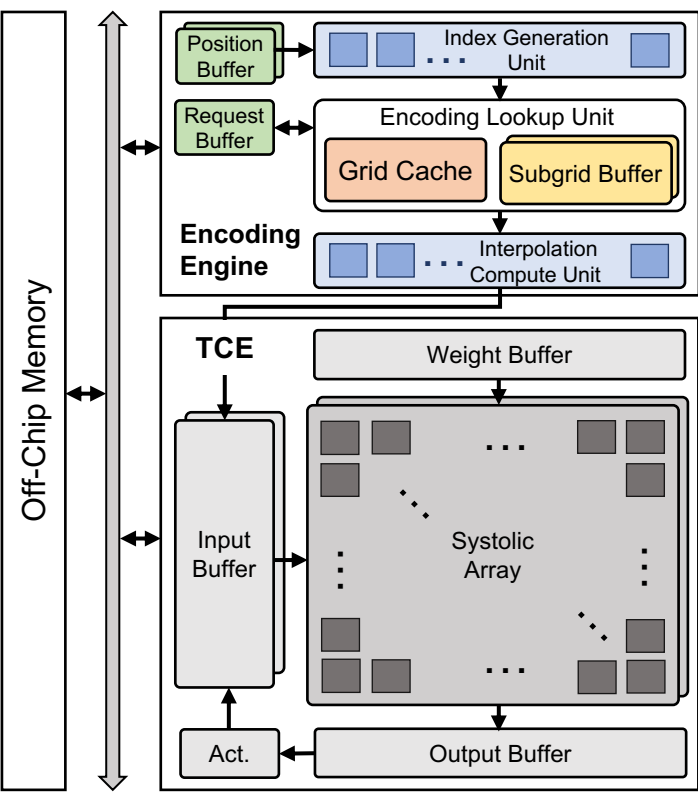 Off-Chip Memory
Position
Buffer
Index Generation
Unit
Request
Buffer
Encoding Lookup Unit
Grid Cache
Subgrid Buffer
Encoding
Engine
Interpolation
Compute Unit
TCE
Weight Buffer
Input
Buffer
Systolic
Array
Act.
Output Buffer